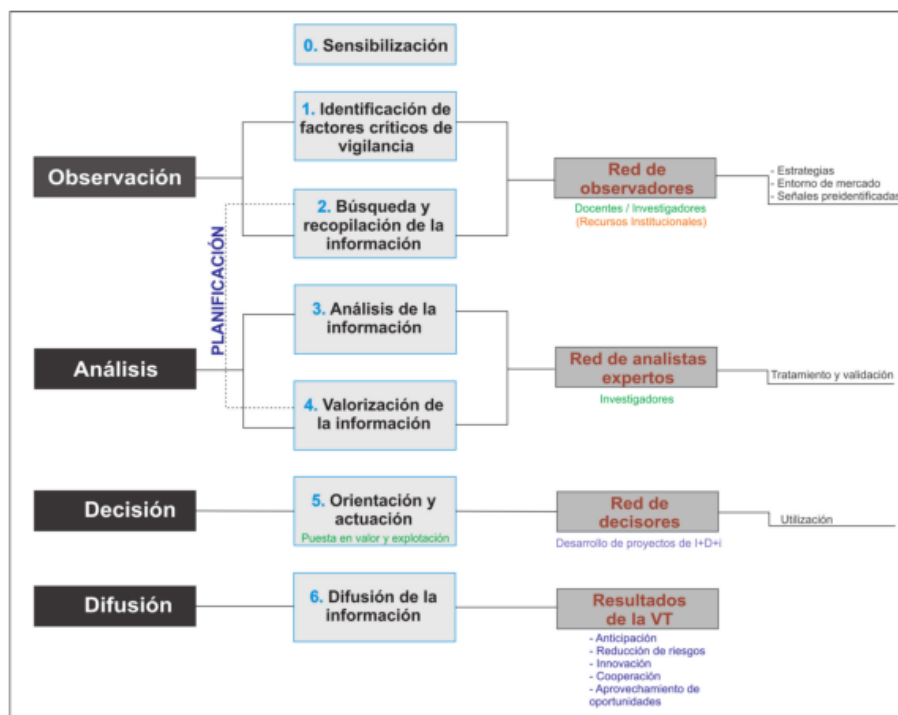 0. Sensibilización
1. Identificación de
factores críticos de
vigilancia
Observación
2. Búsqueda y
recopilación de la
información
Red de
observadores
Docentes / Investigadores
(Recursos Institucionales)
- Estrategias
- Entorno de mercado
- Señales preidentificadas
PLANIFICACIÓN
3. Análisis de la
información
Análisis
4. Valorización de
la información
Red de analistas
expertos
Investigadores
Tratamiento y validación
Decisión
5. Orientación y
actuación
Puesta en valor y explotación
Red de
decisores
Desarrollo de proyectos de I+D+i
Utilización
Difusión
6. Difusión de la
información
Resultados
de la VT
- Anticipación
- Reducción de riesgos
- Innovación
- Cooperación
- Aprovechamiento de
oportunidades